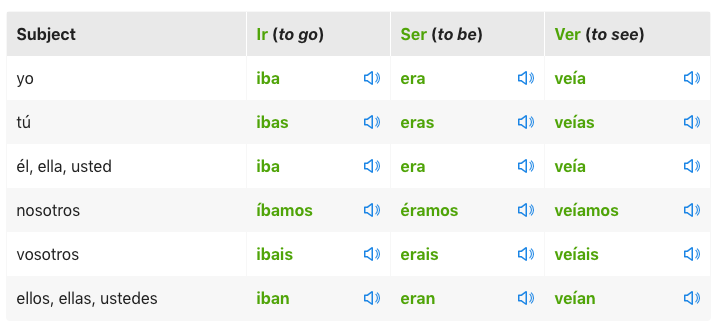 Subject Ir (to go) Ser (to be) Ver (to see)
yo iba era veía
tú ibas eras veías
él, ella, usted iba era veía
nosotros íbamos éramos veíamos
vosotros ibais erais veíais
ellos, ellas, ustedes iban eran veían